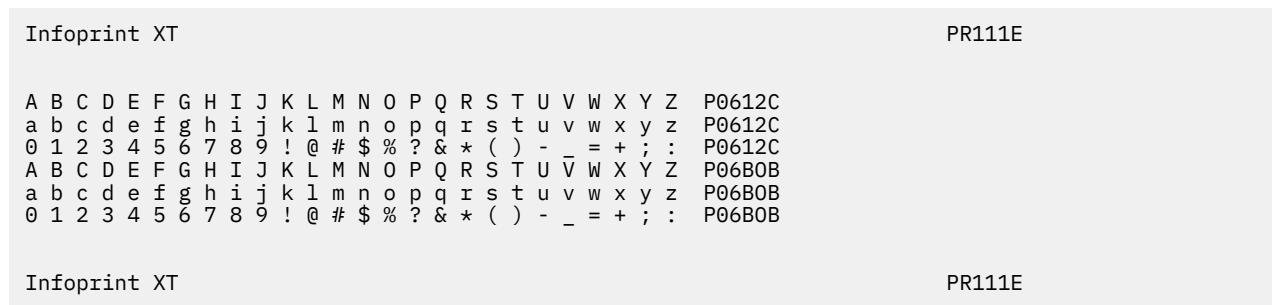 Infoprint XT PR111E
A B C D E F G H I J K L M N O P Q R S T U V W X Y Z P0612C
a b c d e f g h i j k l m n o p q r s t u v w x y z P0612C
0 1 2 3 4 5 6 7 8 9 ! @ # $ % ? & * ( ) - _ = + ; : P0612C
A B C D E F G H I J K L M N O P Q R S T U V W X Y Z P06BOB
a b c d e f g h i j k l m n o p q r s t u v w x y z P06BOB
0 1 2 3 4 5 6 7 8 9 ! @ # $ % ? & * ( ) - _ = + ; : P06BOB
Infoprint XT PR111E